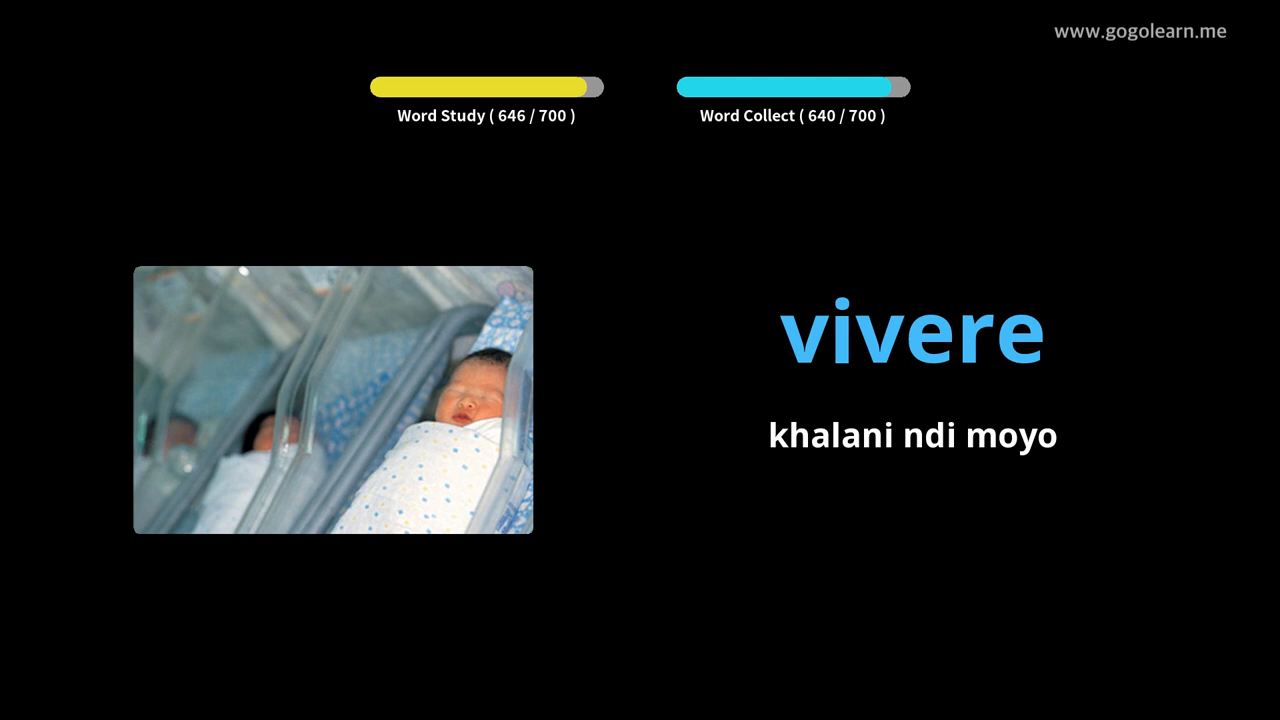 www.gogolearn.me
Word Study ( 646 / 700 )
Word Collect ( 640 / 700 )
vivere
khalani ndi moyo